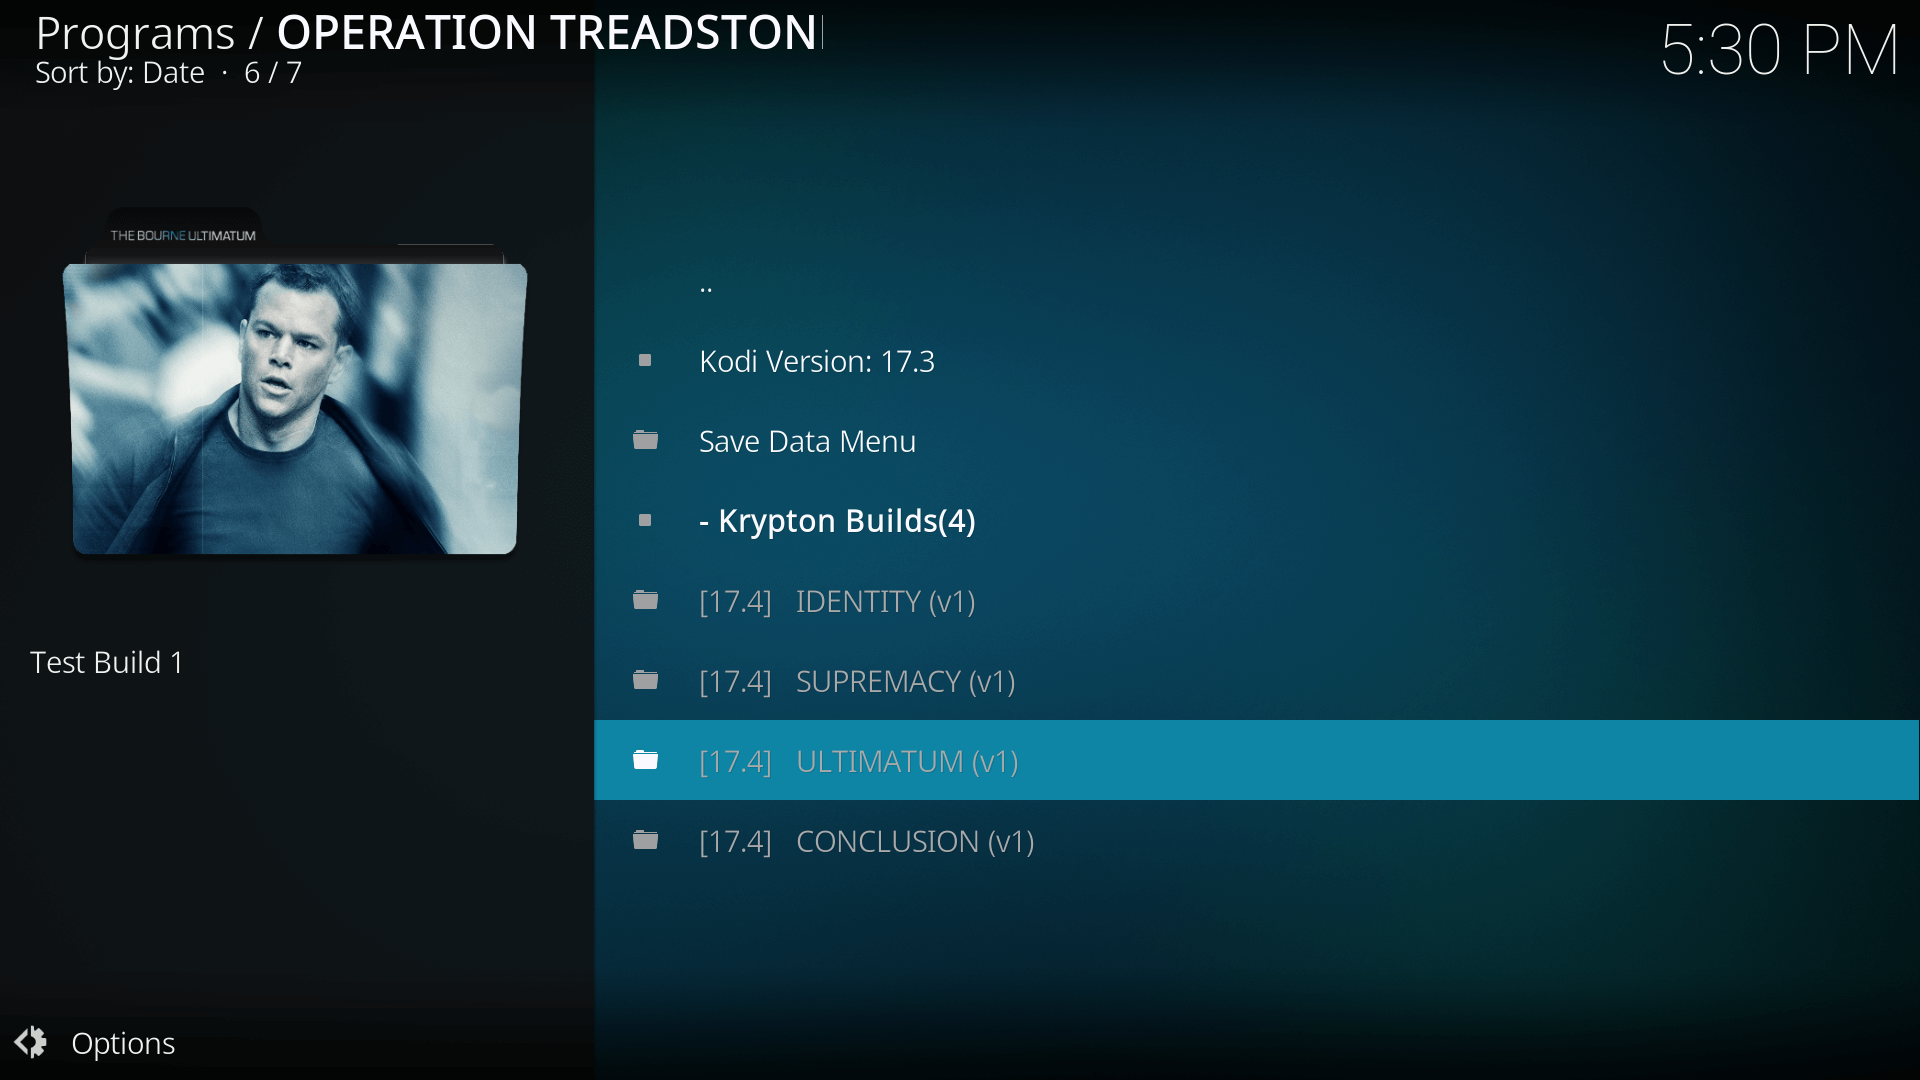 Programs / OPERATION TREADSTON
Sort by: Date · 6 / 7
5:30 PM
THE BOURNE ULTIMATUM
Test Build 1
..
Kodi Version: 17.3
Save Data Menu
- Krypton Builds(4)
[17.4] IDENTITY (v1)
[17.4] SUPREMACY (v1)
[17.4] ULTIMATUM (v1)
[17.4] CONCLUSION (v1)
Options